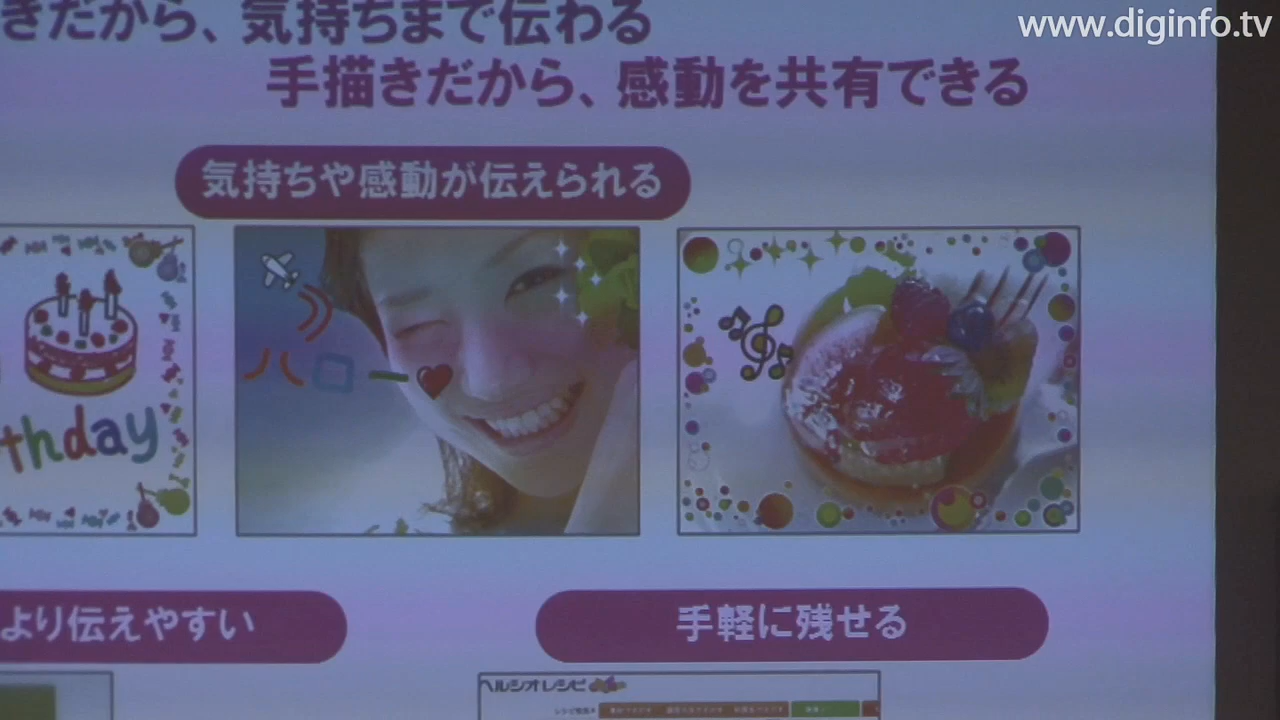 www.diginfo.tv
きだから、気持ちまで伝わる
手描きだから、感動を共有できる
気持ちや感動が伝えられる
thday
ハロー
より伝えやすい
手軽に残せる
ヘルシオレシピ